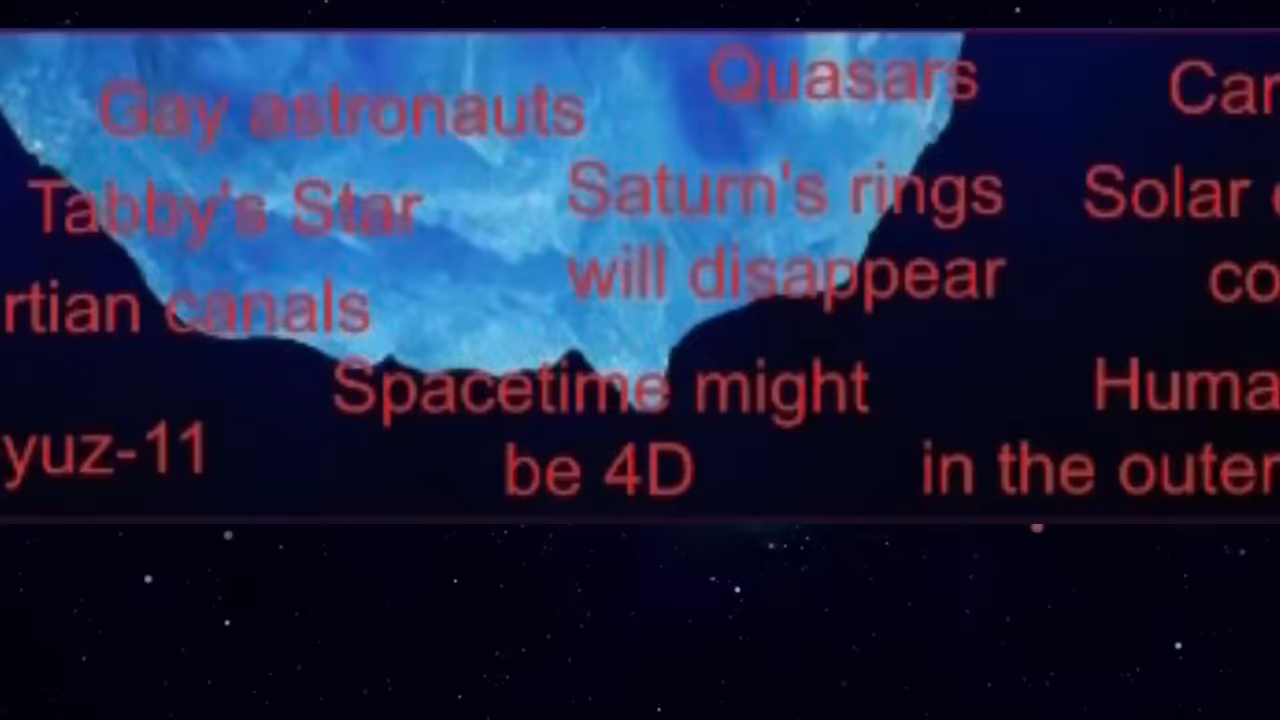 Gay astronauts
Quasars
Car
Tabby's Star
Saturn's rings
will disappear
Solar
co
rtian canals
Spacetime might
be 4D
Huma
in the outer
yuz-11